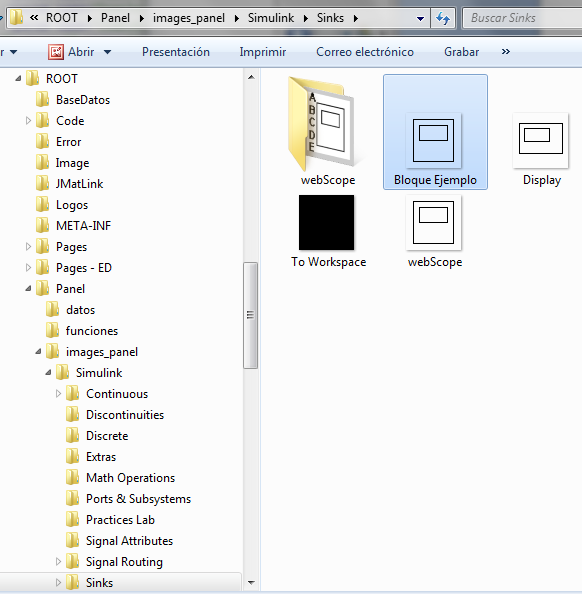 « ROOT Panel images_panel Simulink Sinks Buscar Sinks
r Abrir Presentación Imprimir Correo electrónico Grabar »
ROOT
BaseDatos
Code
Error
Image
JMatLink
Logos
META-INF
Pages
Pages - ED
Panel
datos
funciones
images_panel
Simulink
Continuous
Discontinuities
Discrete
Extras
Math Operations
Ports & Subsystems
Practices Lab
Signal Attributes
Signal Routing
Sinks
A
B
C
D
E
webScope Bloque Ejemplo Display
To Workspace webScope